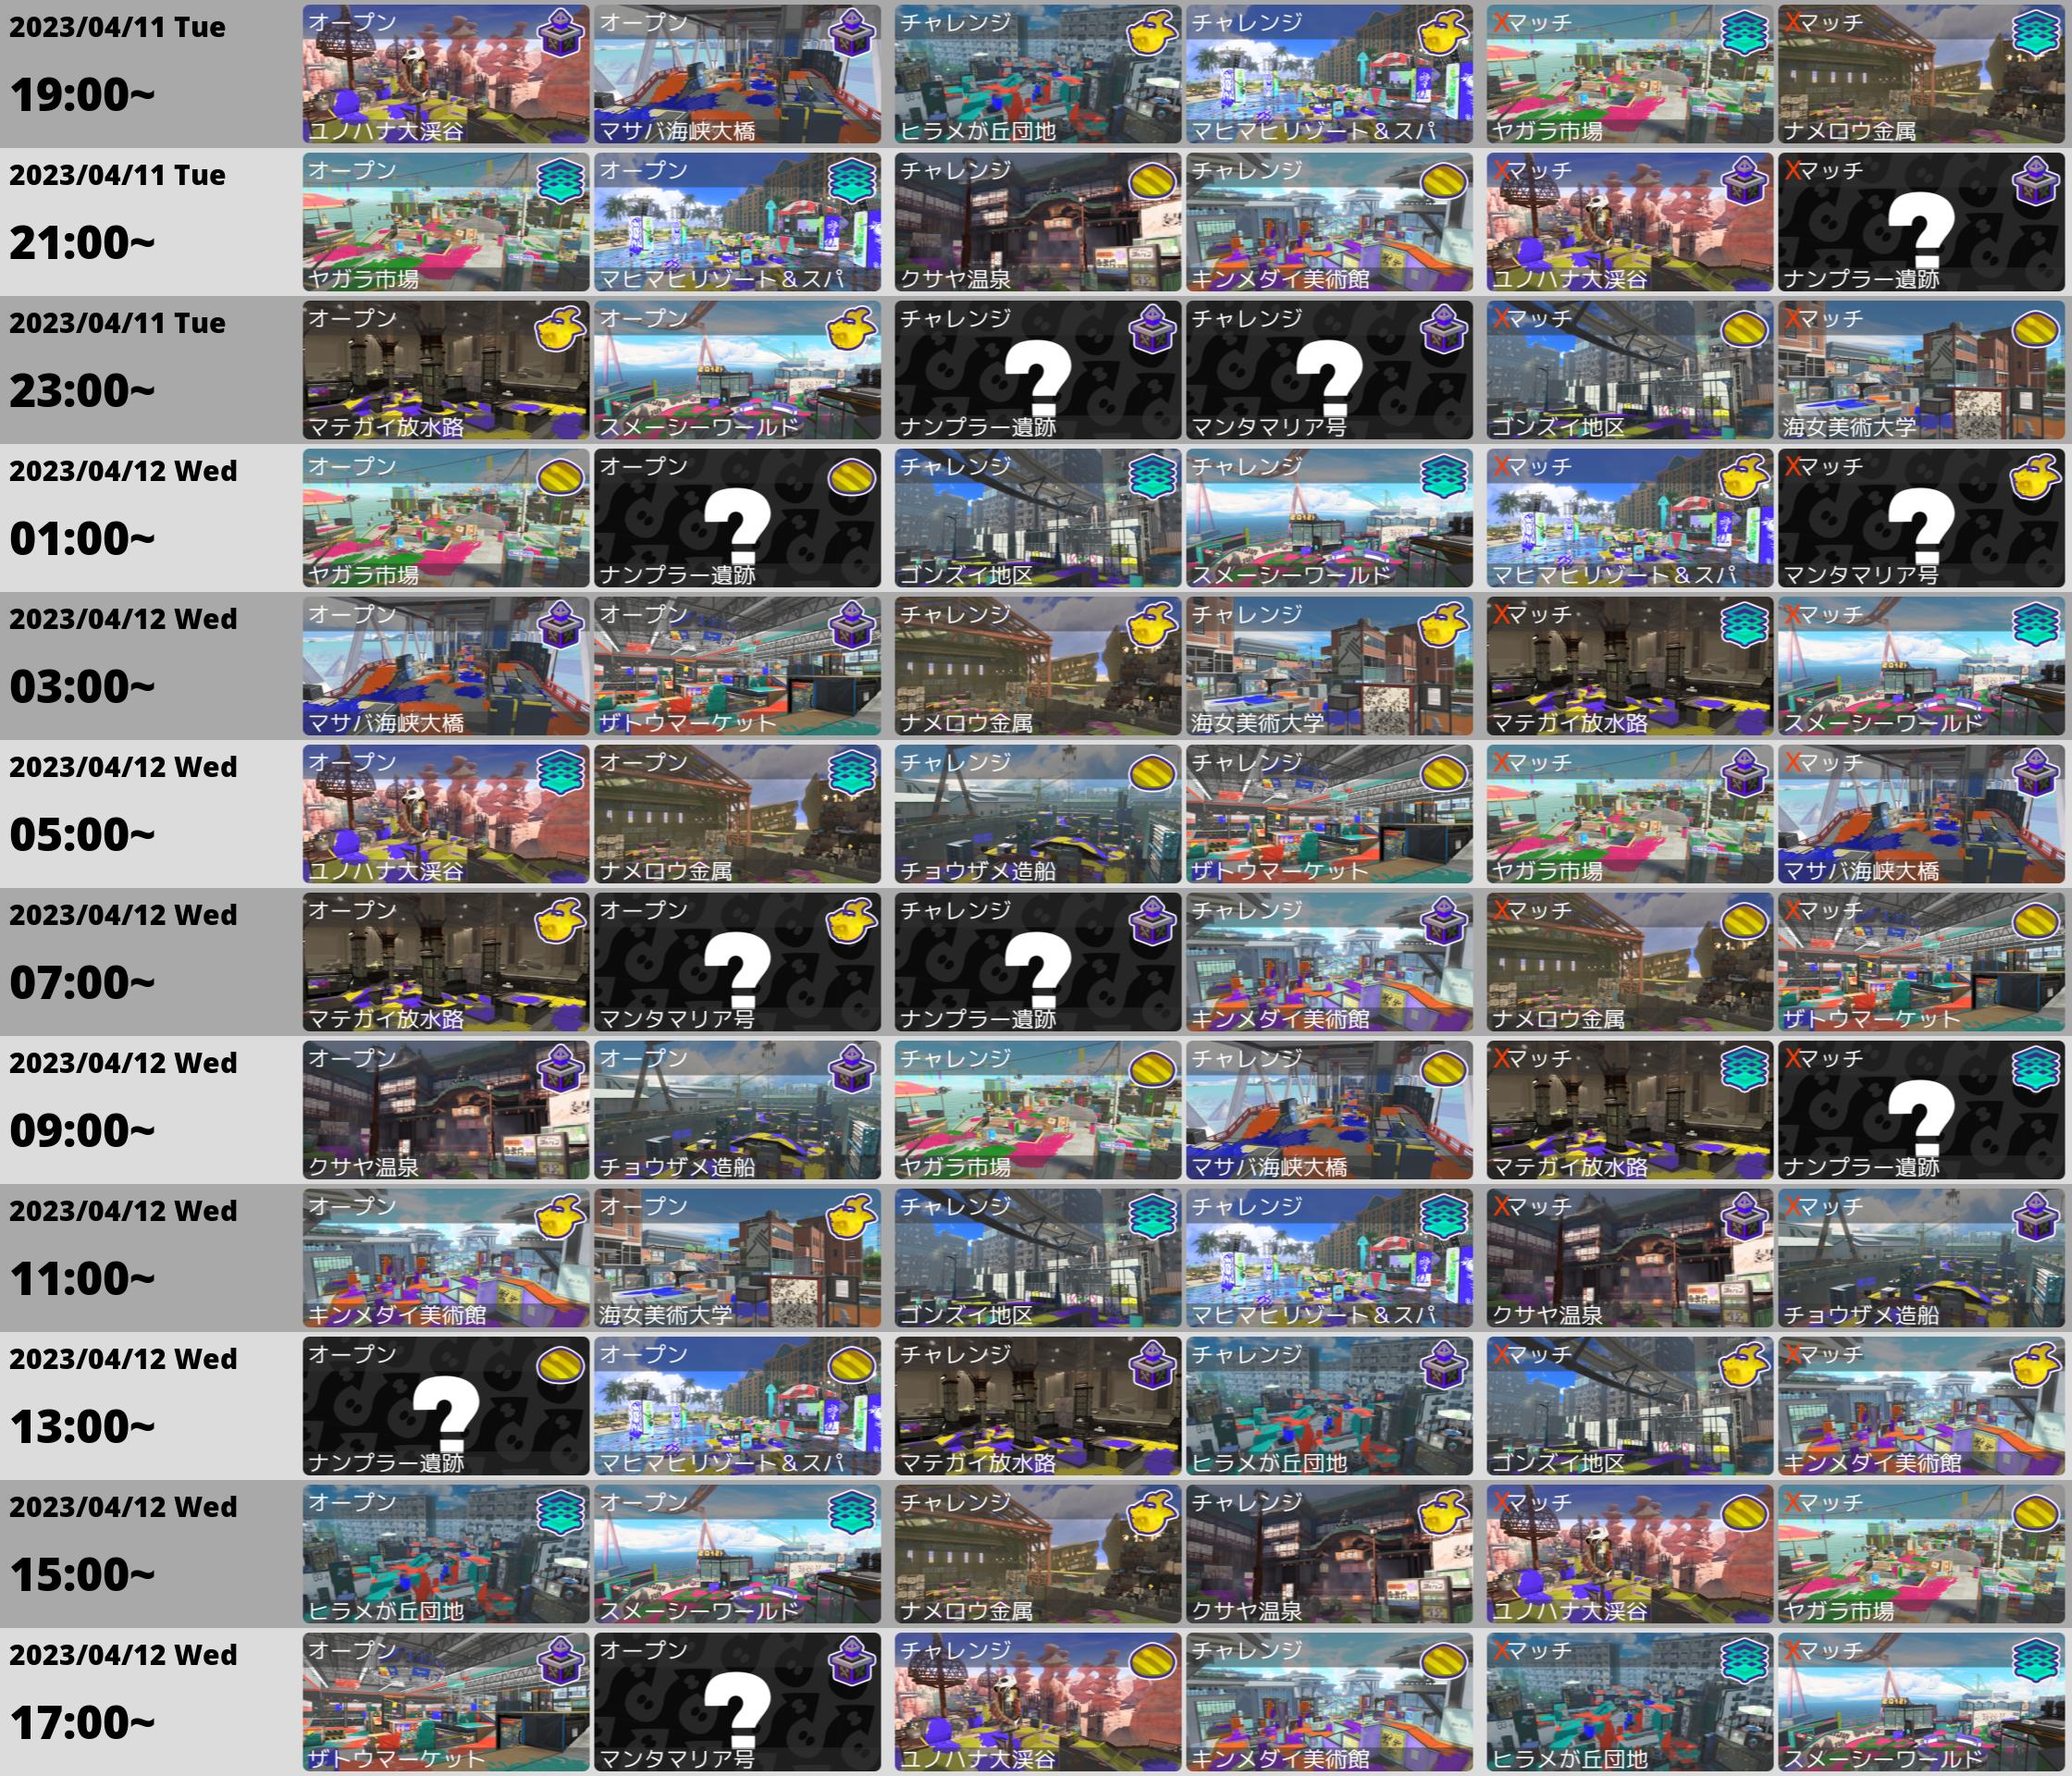 2023/04/11 Tue
19:00~
オープン
ユノハナ大渓谷
オープン
マサバ海峡大橋
チャレンジ
ヒラメが丘団地
チャレンジ
マヒマヒリゾート＆スパ
Xマッチ
ヤガラ市場
Xマッチ
ナメロウ金属
2023/04/11 Tue
21:00~
オープン
ヤガラ市場
オープン
マヒマヒリゾート＆スパ
チャレンジ
クサヤ温泉
チャレンジ
キンメダイ美術館
Xマッチ
ユノハナ大渓谷
Xマッチ
?
ナンプラー遺跡
2023/04/11 Tue
23:00~
オープン
マテガイ放水路
オープン
スメーシーワールド
チャレンジ
?
ナンプラー遺跡
チャレンジ
?
マンタマリア号
Xマッチ
ゴンズイ地区
Xマッチ
海女美術大学
2023/04/12 Wed
01:00~
オープン
ヤガラ市場
オープン
?
ナンプラー遺跡
チャレンジ
ゴンズイ地区
チャレンジ
スメーシーワールド
Xマッチ
マヒマヒリゾート＆スパ
Xマッチ
?
マンタマリア号
2023/04/12 Wed
03:00~
オープン
マサバ海峡大橋
オープン
ザトウマーケット
チャレンジ
ナメロウ金属
チャレンジ
海女美術大学
Xマッチ
マテガイ放水路
Xマッチ
スメーシーワールド
2023/04/12 Wed
05:00~
オープン
ユノハナ大渓谷
オープン
ナメロウ金属
チャレンジ
チョウザメ造船
チャレンジ
ザトウマーケット
Xマッチ
ヤガラ市場
Xマッチ
マサバ海峡大橋
2023/04/12 Wed
07:00~
オープン
マテガイ放水路
オープン
?
マンタマリア号
チャレンジ
?
ナンプラー遺跡
チャレンジ
キンメダイ美術館
Xマッチ
ナメロウ金属
Xマッチ
ザトウマーケット
2023/04/12 Wed
09:00~
オープン
クサヤ温泉
オープン
チョウザメ造船
チャレンジ
ヤガラ市場
チャレンジ
マサバ海峡大橋
Xマッチ
マテガイ放水路
Xマッチ
?
ナンプラー遺跡
2023/04/12 Wed
11:00~
オープン
キンメダイ美術館
オープン
海女美術大学
チャレンジ
ゴンズイ地区
チャレンジ
マヒマヒリゾート＆スパ
Xマッチ
クサヤ温泉
Xマッチ
チョウザメ造船
2023/04/12 Wed
13:00~
オープン
?
ナンプラー遺跡
オープン
マヒマヒリゾート＆スパ
チャレンジ
マテガイ放水路
チャレンジ
ヒラメが丘団地
Xマッチ
ゴンズイ地区
Xマッチ
キンメダイ美術館
2023/04/12 Wed
15:00~
オープン
ヒラメが丘団地
オープン
スメーシーワールド
チャレンジ
ナメロウ金属
チャレンジ
クサヤ温泉
Xマッチ
ユノハナ大渓谷
Xマッチ
ヤガラ市場
2023/04/12 Wed
17:00~
オープン
ザトウマーケット
オープン
?
マンタマリア号
チャレンジ
ユノハナ大渓谷
チャレンジ
キンメダイ美術館
Xマッチ
ヒラメが丘団地
Xマッチ
スメーシーワールド